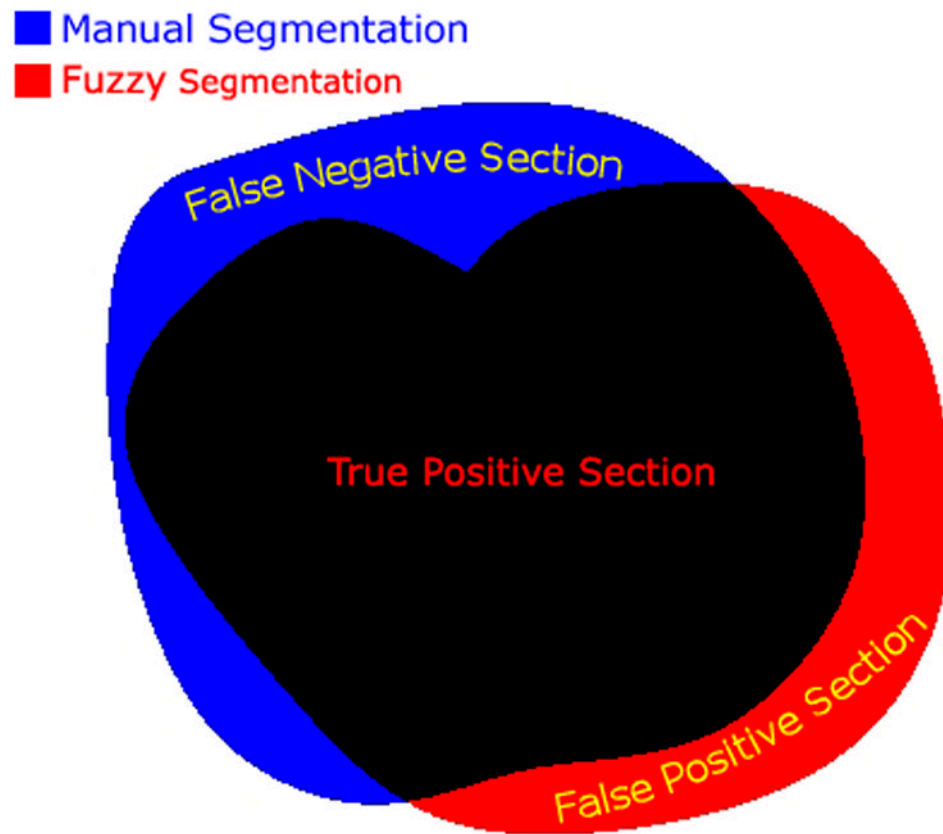 Manual Segmentation
Fuzzy Segmentation
False Negative Section
True Positive Section
False Positive Section